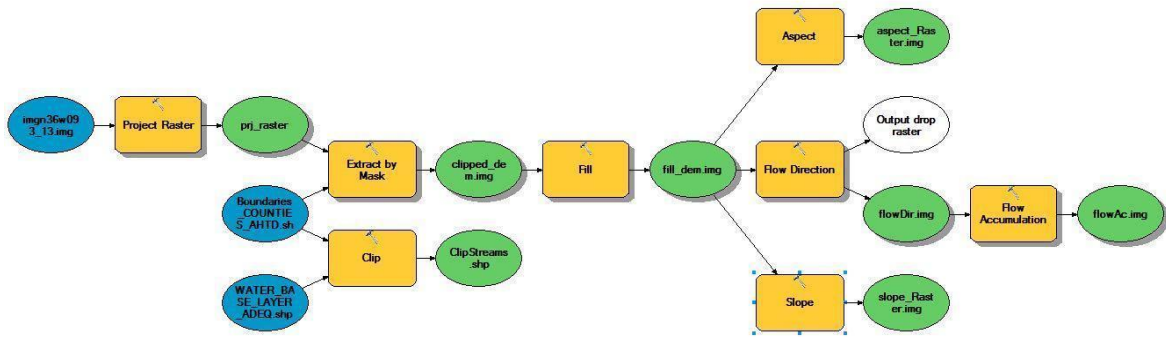 imgn36w09
3_13.img
Project Raster
prj_raster
Boundaries
_COUNTIE
S_AHTD.sh
WATER_BA
SE_LAYER
_ADEQ.shp
Extract by
Mask
Clip
clipped_de
m.img
ClipStreams
.shp
Fill
fill_dem.img
Aspect
aspect_Ras
ter.img
Flow Direction
Output drop
raster
flowDir.img
Flow
Accumulation
flowAc.img
Slope
slope_Rast
er.img